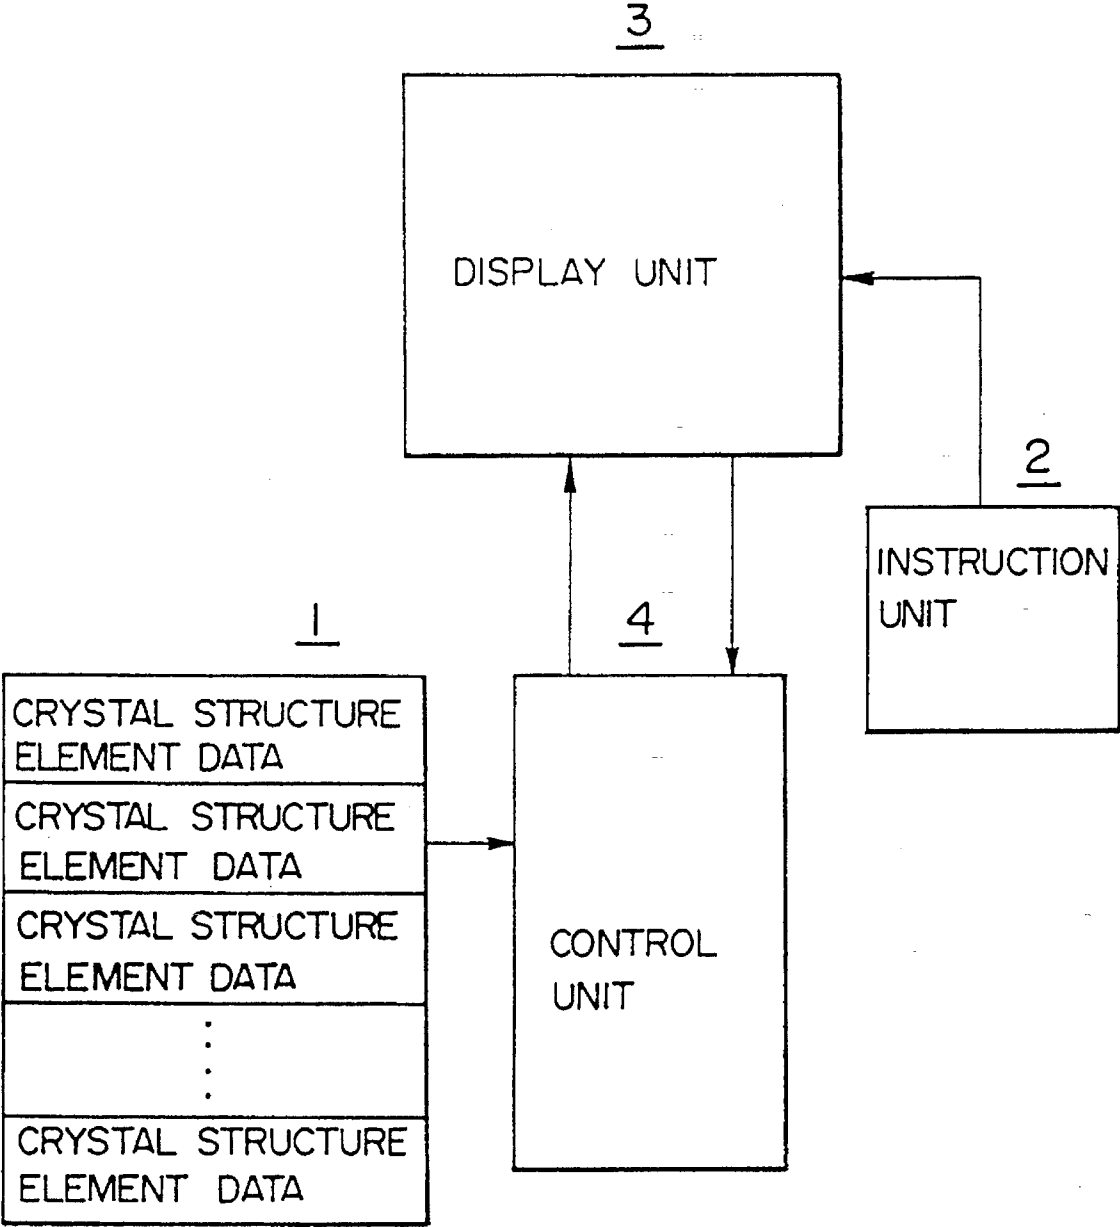 3
DISPLAY UNIT
2
INSTRUCTION
UNIT
1
4
CRYSTAL STRUCTURE
ELEMENT DATA
CRYSTAL STRUCTURE
ELEMENT DATA
CRYSTAL STRUCTURE
ELEMENT DATA
CONTROL
UNIT
CRYSTAL STRUCTURE
ELEMENT DATA